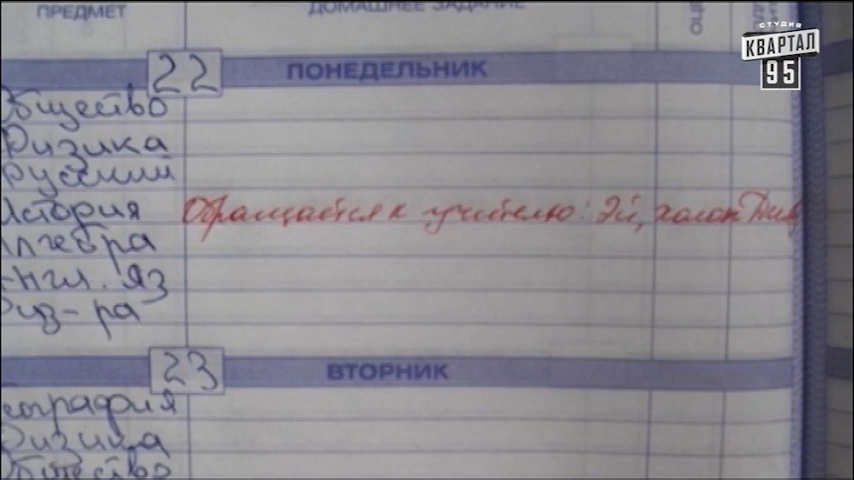 ПРЕДМЕТ
ДОМАШНЕЕ ЗАДАНИЕ
СТУДИЯ
КВАРТАЛ
95
22 ПОНЕДЕЛЬНИК
Общество
Физика
Русский
История Обращается к учителю: Эй, холоп
Алгебра
Англ. яз
Физ-ра
23 ВТОРНИК
География
Физика
Общество